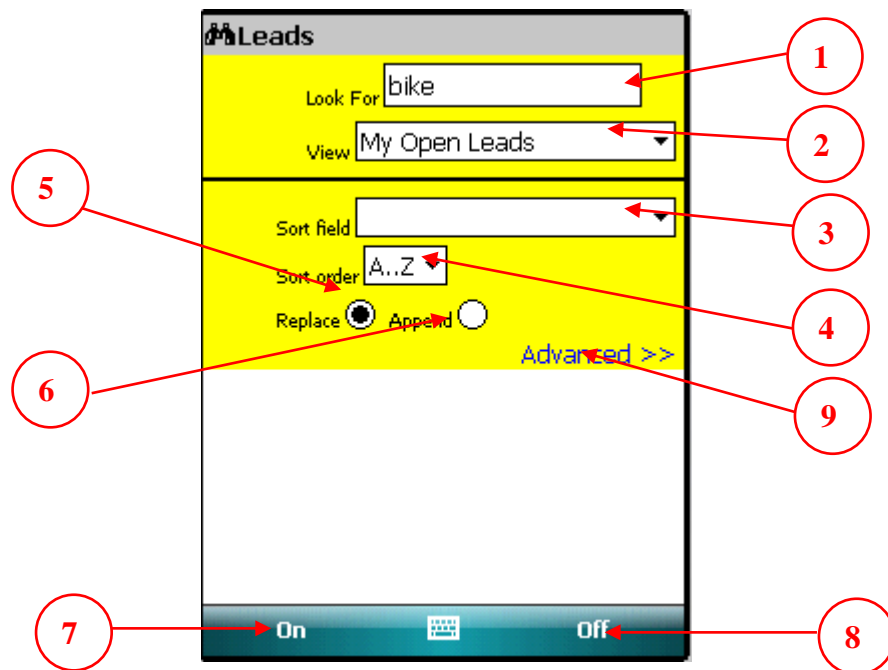 Leads
1
Look For bike
View My Open Leads
2
5
Sort field
3
Sort order A..Z
Replace Append
4
Advanced >>
6
9
7
On
Off
8